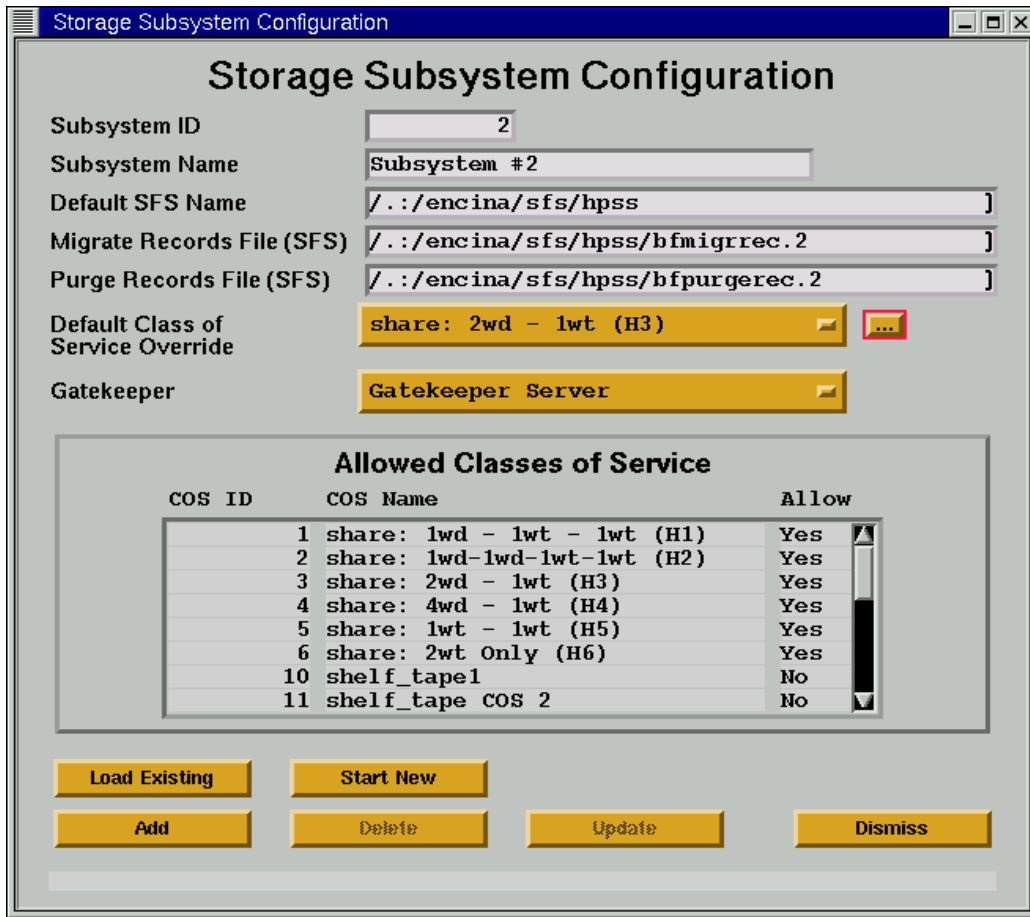 Storage Subsystem Configuration
Storage Subsystem Configuration
Subsystem ID 2
Subsystem Name Subsystem #2
Default SFS Name /.:/encina/sfs/hpss ]
Migrate Records File (SFS) /.:/encina/sfs/hpss/bfmigrrec.2 ]
Purge Records File (SFS) /.:/encina/sfs/hpss/bfpurgerec.2 ]
Default Class of
Service Override share: 2wd - 1wt (H3) ...
Gatekeeper Gatekeeper Server
Allowed Classes of Service
COS ID COS Name Allow
1 share: 1wd - 1wt - 1wt (H1) Yes
2 share: 1wd-1wd-1wt-1wt (H2) Yes
3 share: 2wd - 1wt (H3) Yes
4 share: 4wd - 1wt (H4) Yes
5 share: 1wt - 1wt (H5) Yes
6 share: 2wt Only (H6) Yes
10 shelf_tape1 No
11 shelf_tape COS 2 No
Load Existing Start New
Add Delete Update Dismiss